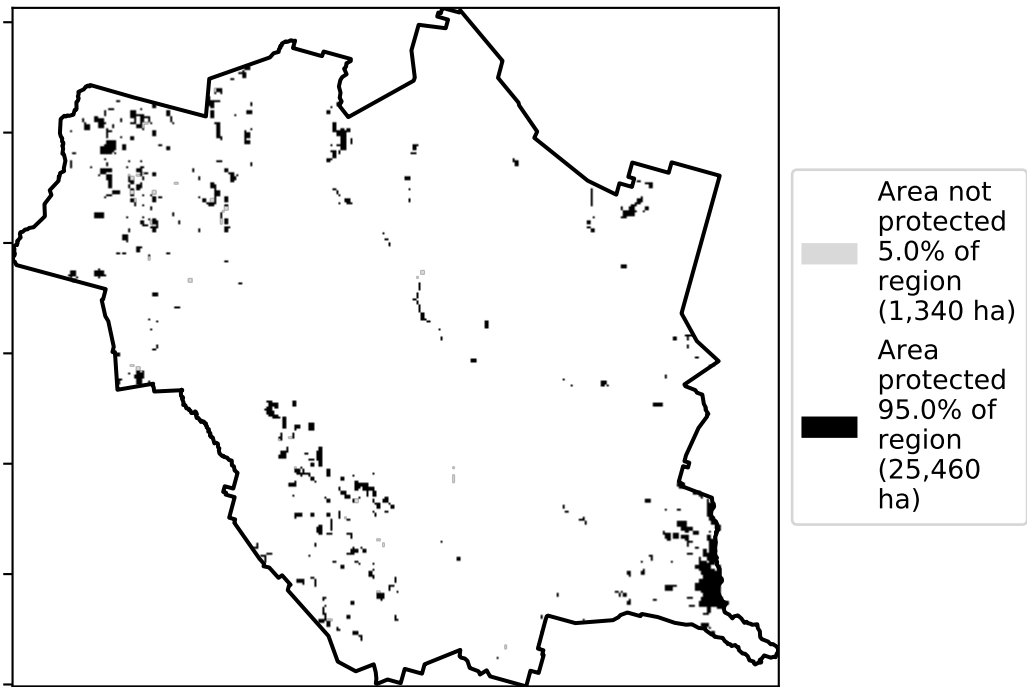 Area not
protected
5.0% of
region
(1,340 ha)
Area
protected
95.0% of
region
(25,460
ha)